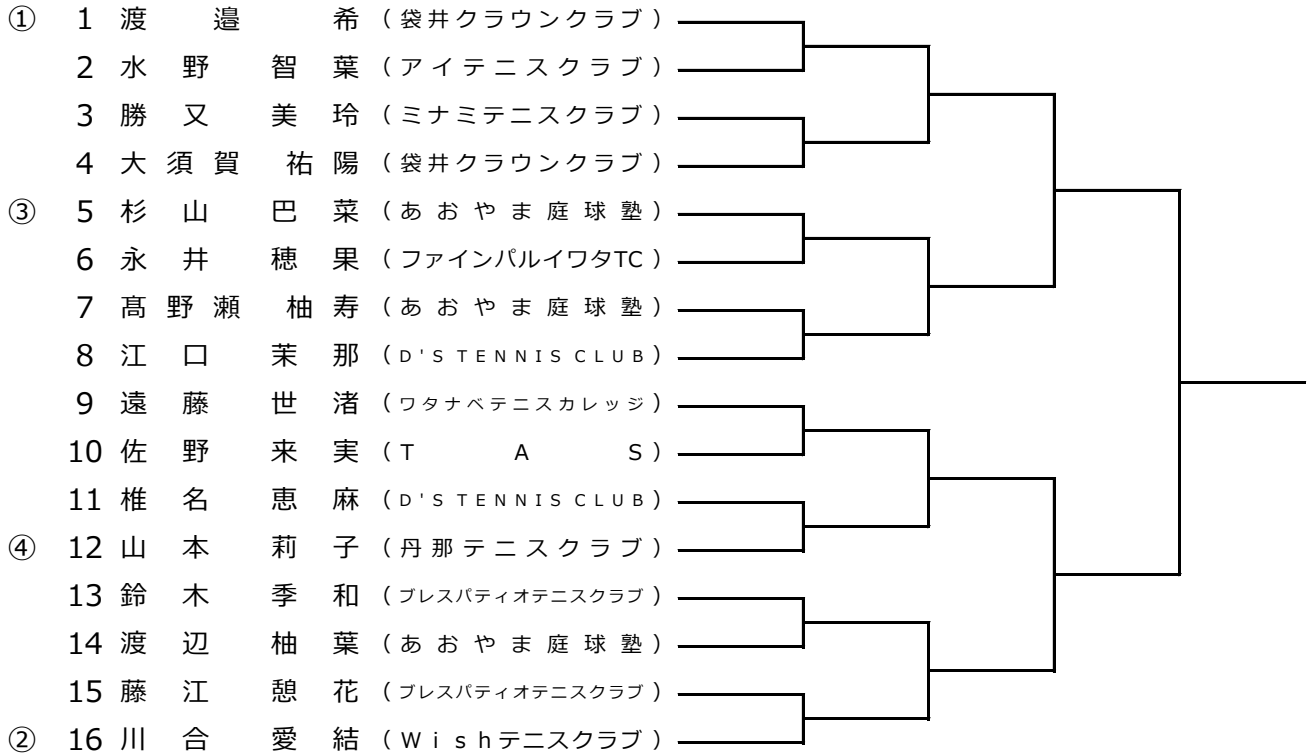 ① 1 渡邉 希 (袋井クラウンクラブ)
2 水野 智葉 (アイテニスクラブ)
3 勝又 美玲 (ミナミテニスクラブ)
4 大須賀 祐陽 (袋井クラウンクラブ)
③ 5 杉山 巴菜 (あおやま庭球塾)
6 永井 穂果 (ファインパルイワタTC)
7 髙野瀬 柚寿 (あおやま庭球塾)
8 江口 茉那 (D'S TENNIS CLUB)
9 遠藤 世渚 (ワタナベテニスカレッジ)
10 佐野 来実 (TAS)
11 椎名 恵麻 (D'S TENNIS CLUB)
④ 12 山本 莉子 (丹那テニスクラブ)
13 鈴木 季和 (ブレスパティオテニスクラブ)
14 渡辺 柚葉 (あおやま庭球塾)
15 藤江 憩花 (ブレスパティオテニスクラブ)
② 16 川合 愛結 (Wishテニスクラブ)